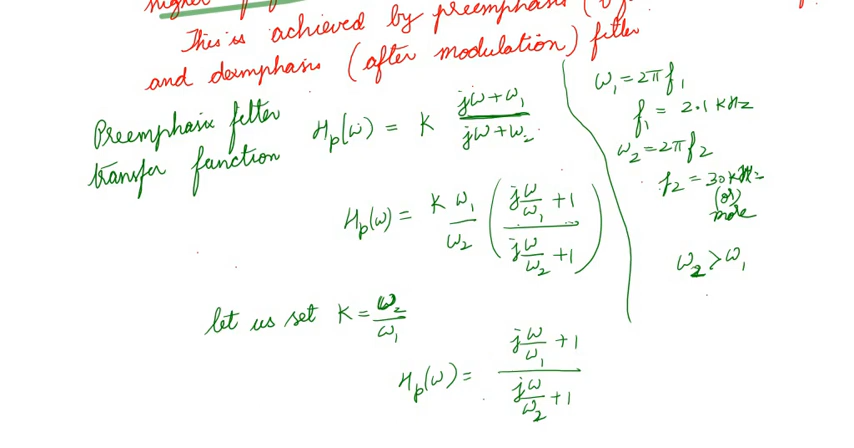 This is achieved by preemphasis
and deemphasis (after modulation) filter
Preemphasis filter
transfer function
Hp(ω) = K (jω+ω₁)/(jω+ω₂)
Hp(ω) = K ω₁/ω₂ ((jω/ω₁ +1)/(jω/ω₂ +1))
let us set K = ω₂/ω₁
Hp(ω) = (jω/ω₁ +1)/(jω/ω₂ +1)
ω₁ = 2πf₁
f₁ = 2.1 kHz
ω₂ = 2πf₂
f₂ = 30 kHz
(or)
more
ω₂ > ω₁